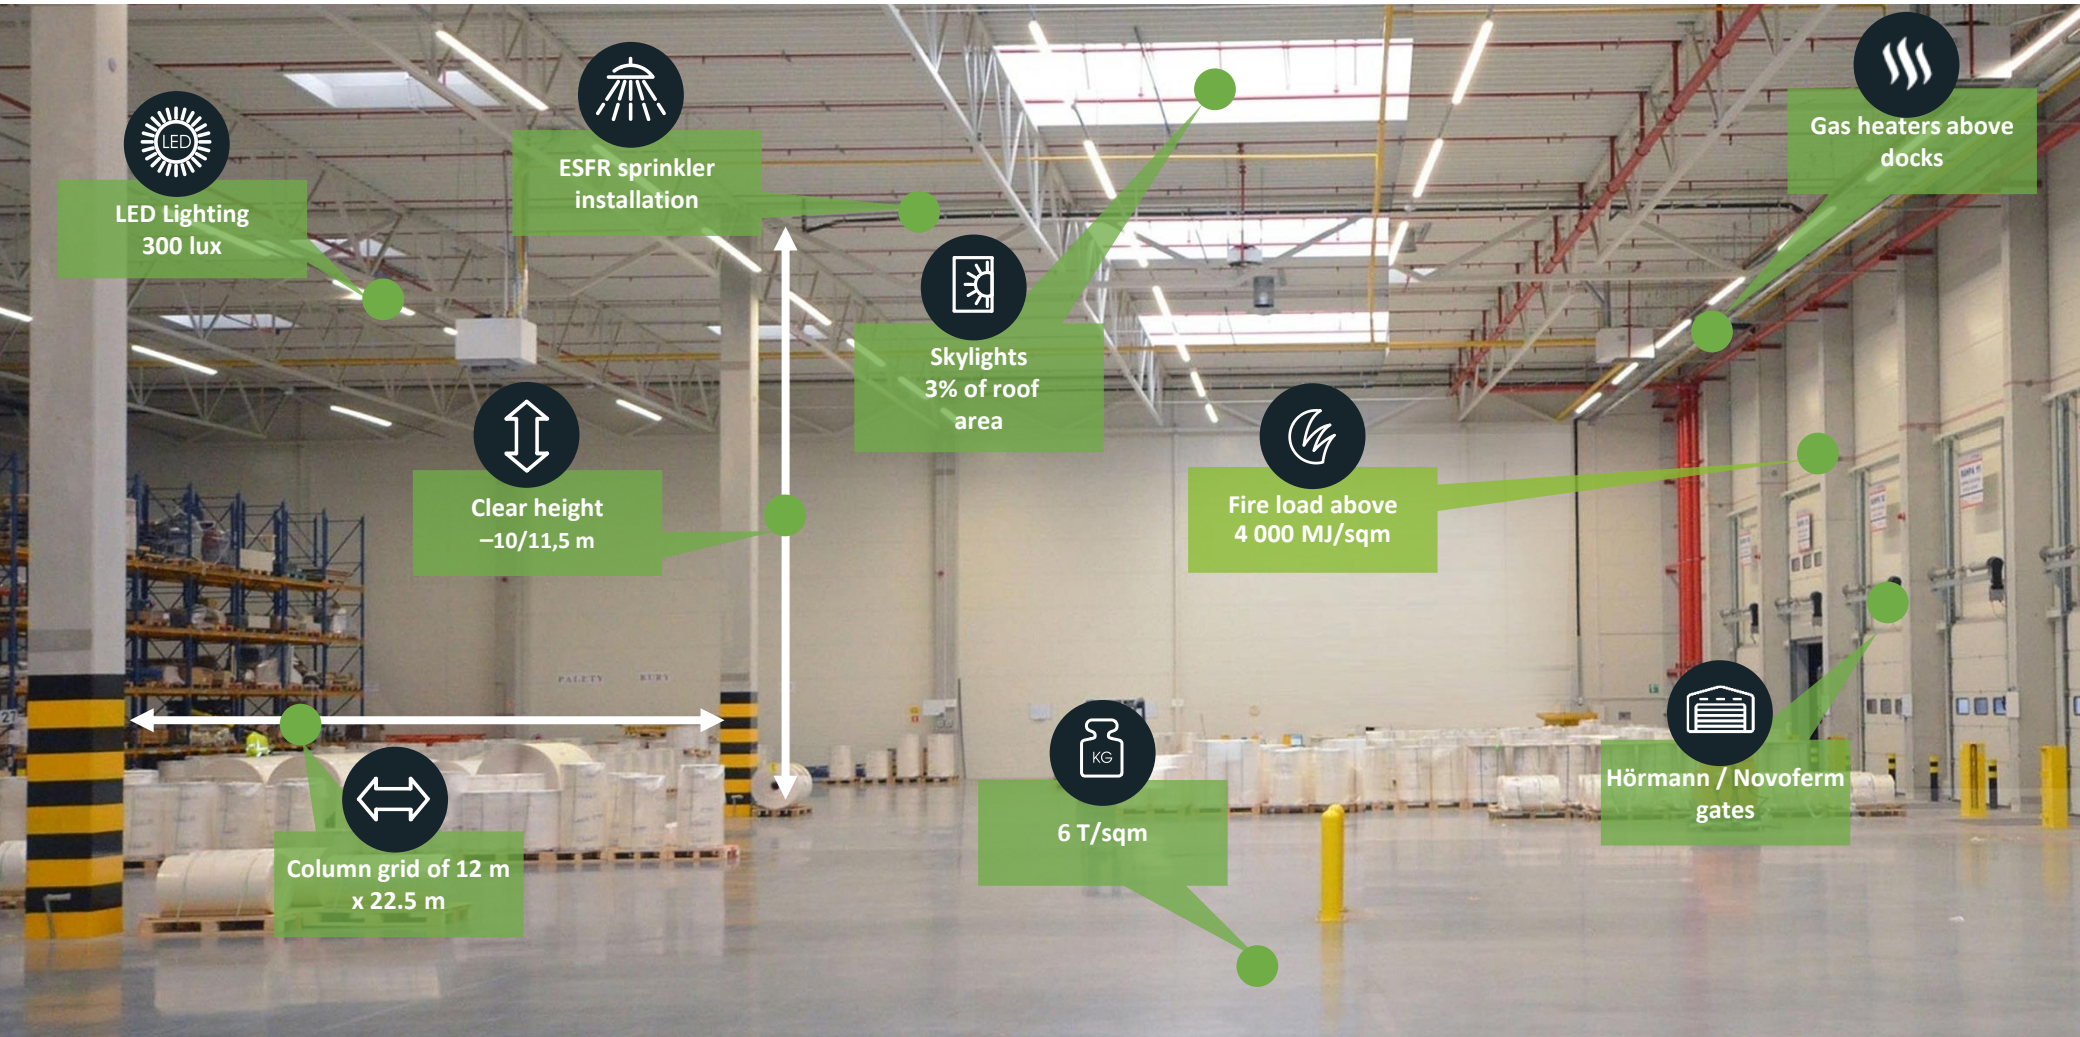 LED
LED Lighting
300 lux
ESFR sprinkler
installation
Gas heaters above
docks
Skylights
3% of roof
area
Clear height
–10/11,5 m
Fire load above
4 000 MJ/sqm
PALETY
RURY
27
KG
6 T/sqm
Hörmann / Novoferm
gates
Column grid of 12 m
x 22.5 m